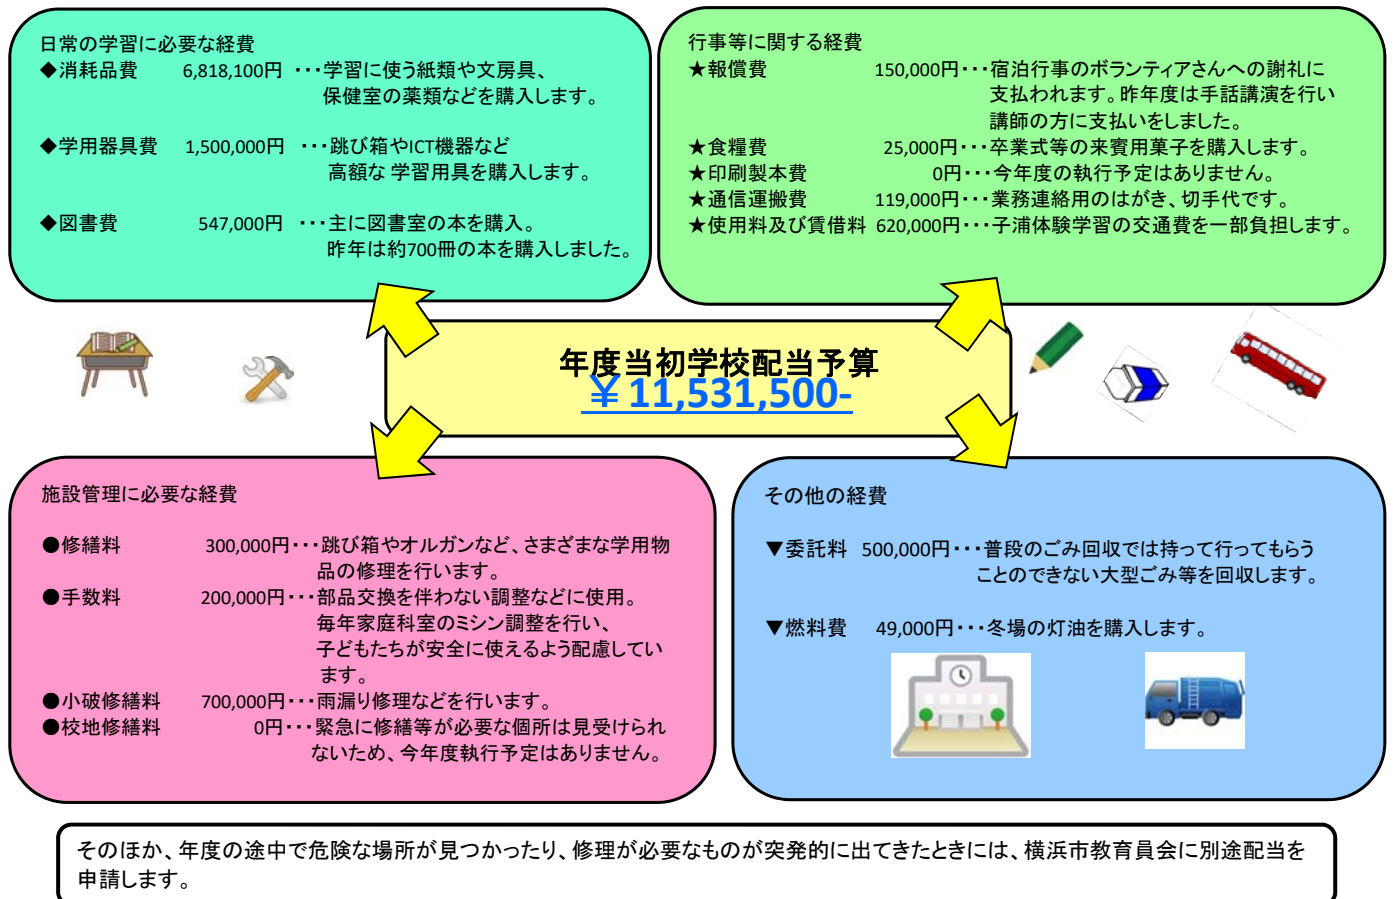 日常の学習に必要な経費
◆消耗品費 6,818,100円 ・・・学習に使う紙類や文房具、
保健室の薬類などを購入します。
◆学用器具費 1,500,000円 ・・・跳び箱やICT機器など
高額な 学習用具を購入します。
◆図書費 547,000円 ・・・主に図書室の本を購入。
昨年は約700冊の本を購入しました。
行事等に関する経費
★報償費 150,000円・・・宿泊行事のボランティアさんへの謝礼に
支払われます。昨年度は手話講演を行い
講師の方に支払いをしました。
★食糧費 25,000円・・・卒業式等の来賓用菓子を購入します。
★印刷製本費 0円・・・今年度の執行予定はありません。
★通信運搬費 119,000円・・・業務連絡用のはがき、切手代です。
★使用料及び賃借料 620,000円・・・子浦体験学習の交通費を一部負担します。
年度当初学校配当予算
￥11,531,500-
施設管理に必要な経費
●修繕料 300,000円・・・跳び箱やオルガンなど、さまざまな学用物
品の修理を行います。
●手数料 200,000円・・・部品交換を伴わない調整などに使用。
毎年家庭科室のミシン調整を行い、
子どもたちが安全に使えるよう配慮してい
ます。
●小破修繕料 700,000円・・・雨漏り修理などを行います。
●校地修繕料 0円・・・緊急に修繕等が必要な個所は見受けられ
ないため、今年度執行予定はありません。
その他の経費
▼委託料 500,000円・・・普段のごみ回収では持って行ってもらう
ことのできない大型ごみ等を回収します。
▼燃料費 49,000円・・・冬場の灯油を購入します。
そのほか、年度の途中で危険な場所が見つかったり、修理が必要なものが突発的に出てきたときには、横浜市教育員会に別途配当を
申請します。